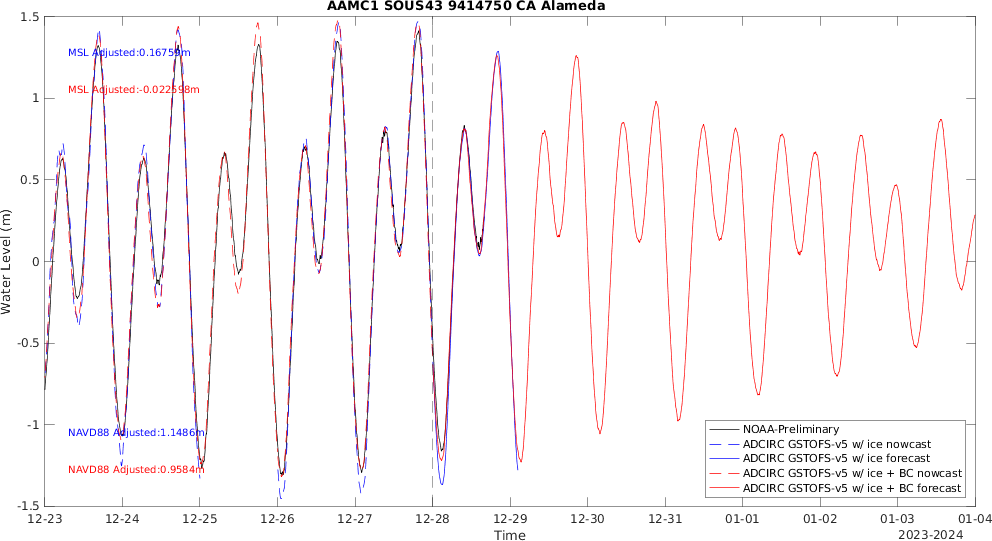 AAMC1 SOUS43 9414750 CA Alameda
MSL Adjusted:0.16759m
MSL Adjusted:-0.022598m
NAVD88 Adjusted:1.1486m
NAVD88 Adjusted:0.9584m
Water Level (m)
1.5
1
0.5
0
-0.5
-1
-1.5
NOAA-Preliminary
ADCIRC GSTOFS-v5 w/ ice nowcast
ADCIRC GSTOFS-v5 w/ ice forecast
ADCIRC GSTOFS-v5 w/ ice + BC nowcast
ADCIRC GSTOFS-v5 w/ ice + BC forecast
12-23 12-24 12-25 12-26 12-27 12-28 12-29 12-30 12-31 01-01 01-02 01-03 01-04
Time
2023-2024